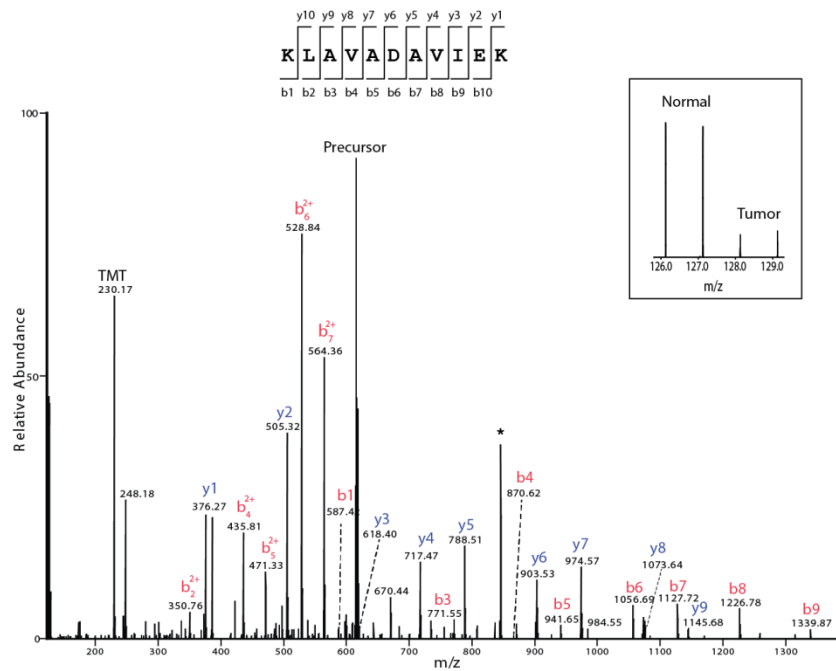 y10 y9 y8 y7 y6 y5 y4 y3 y2 y1
K L A V A D A V I E K
b1 b2 b3 b4 b5 b6 b7 b8 b9 b10
100
50
0
Relative Abundance
TMT
230.17
248.18
b2 2+
350.76
y1
376.27
b4 2+
435.81
b5 2+
471.33
y2
505.32
b6 2+
528.84
b7 2+
564.36
b1
587.42
Precursor
y3
618.40
670.44
y4
717.47
b3
771.55
y5
788.51
*
b4
870.62
y6
903.53
b5
941.65
y7
974.57
984.55
b6
1056.69
y8
1073.64
b7
1127.72
y9
1145.68
b8
1226.78
b9
1339.87
200 300 400 500 600 700 800 900 1000 1100 1200 1300
m/z
Normal
Tumor
126.0 127.0 128.0 129.0
m/z